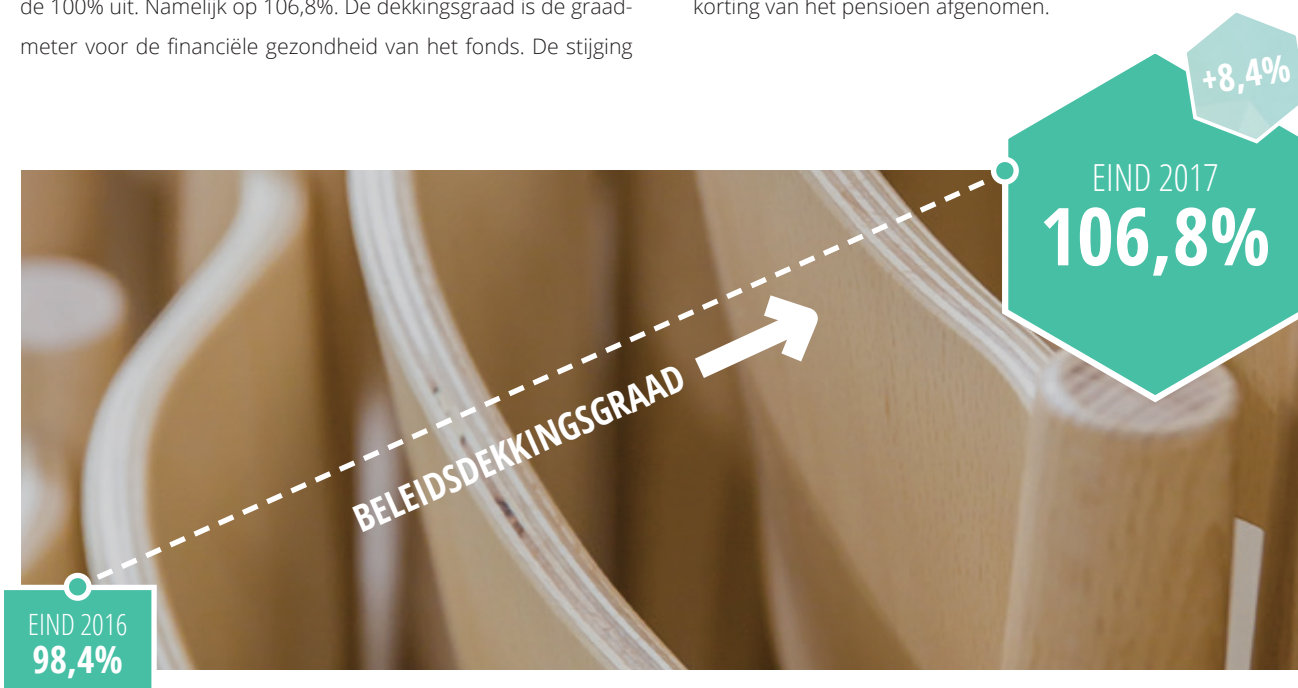 de 100% uit. Namelijk op 106,8%. De dekkingsgraad is de graad-
meter voor de financiële gezondheid van het fonds. De stijging
korting van het pensioen afgenomen.
+8,4%
EIND 2017
106,8%
BELEIDSDEKKINGSGRAAD
EIND 2016
98,4%